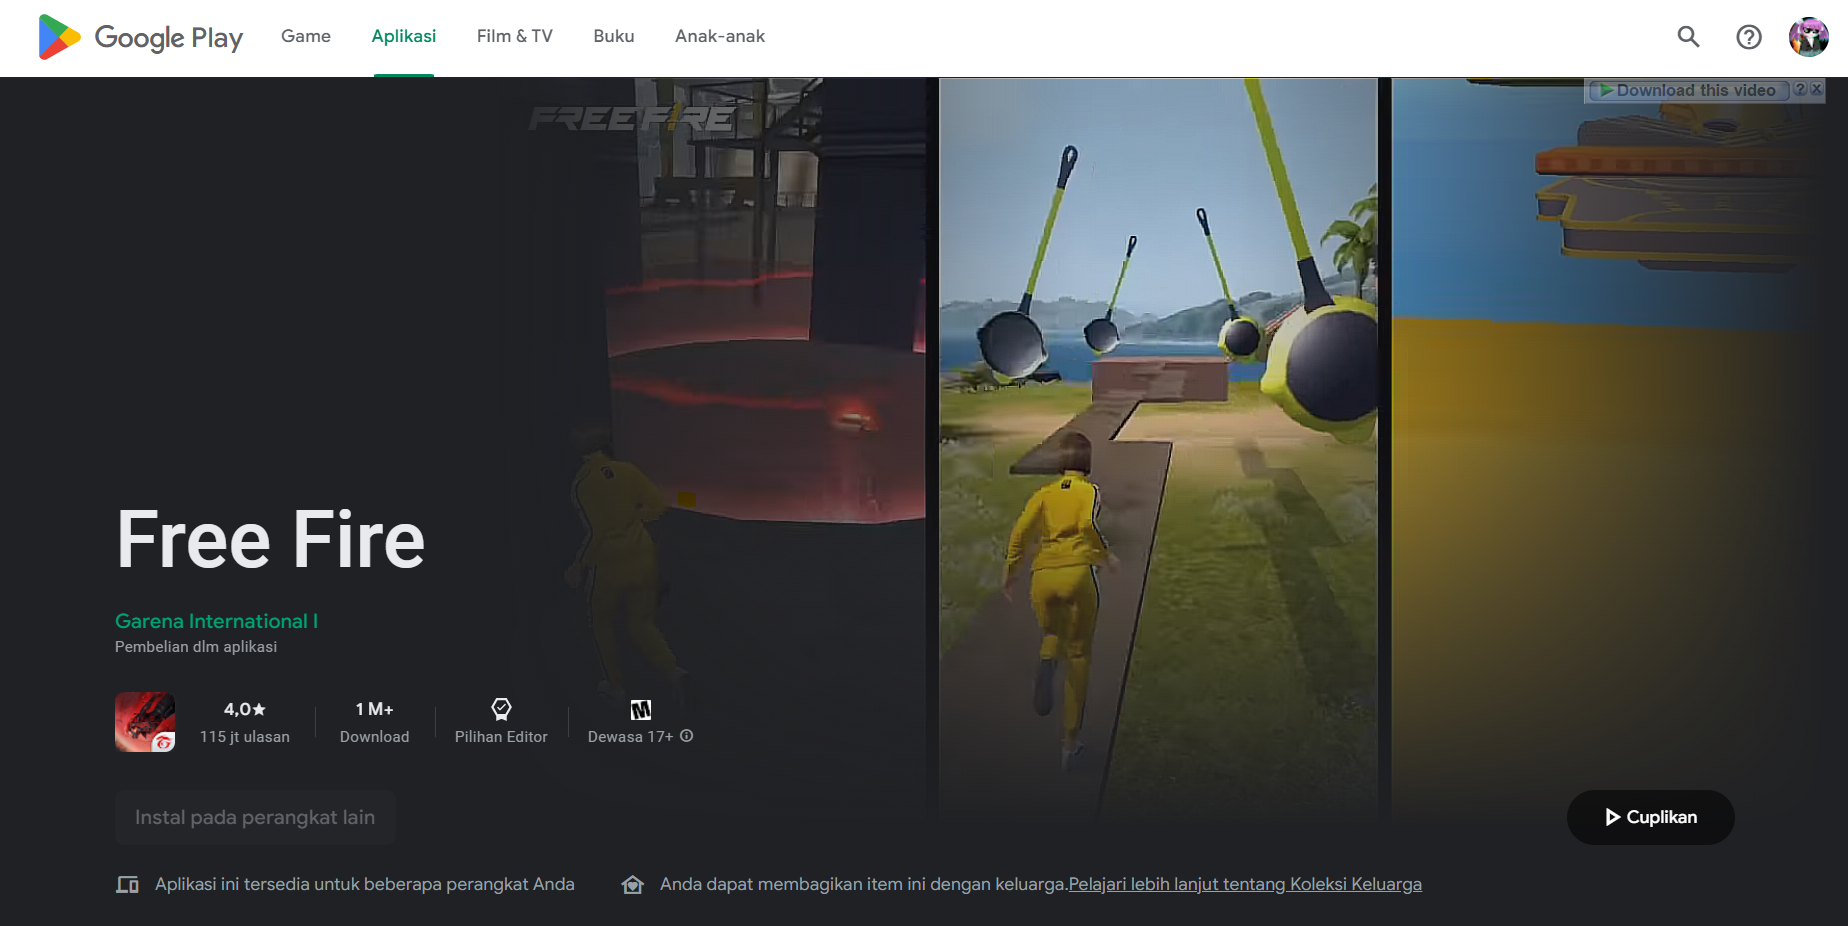 Google Play
Game
Aplikasi
Film & TV
Buku
Anak-anak
Download this video ? X
FREE FIRE
Free Fire
Garena International I
Pembelian dlm aplikasi
4,0★
115 jt ulasan
1 M+
Download
Pilihan Editor
M
Dewasa 17+
Instal pada perangkat lain
Cuplikan
Aplikasi ini tersedia untuk beberapa perangkat Anda
Anda dapat membagikan item ini dengan keluarga.Pelajari lebih lanjut tentang Koleksi Keluarga